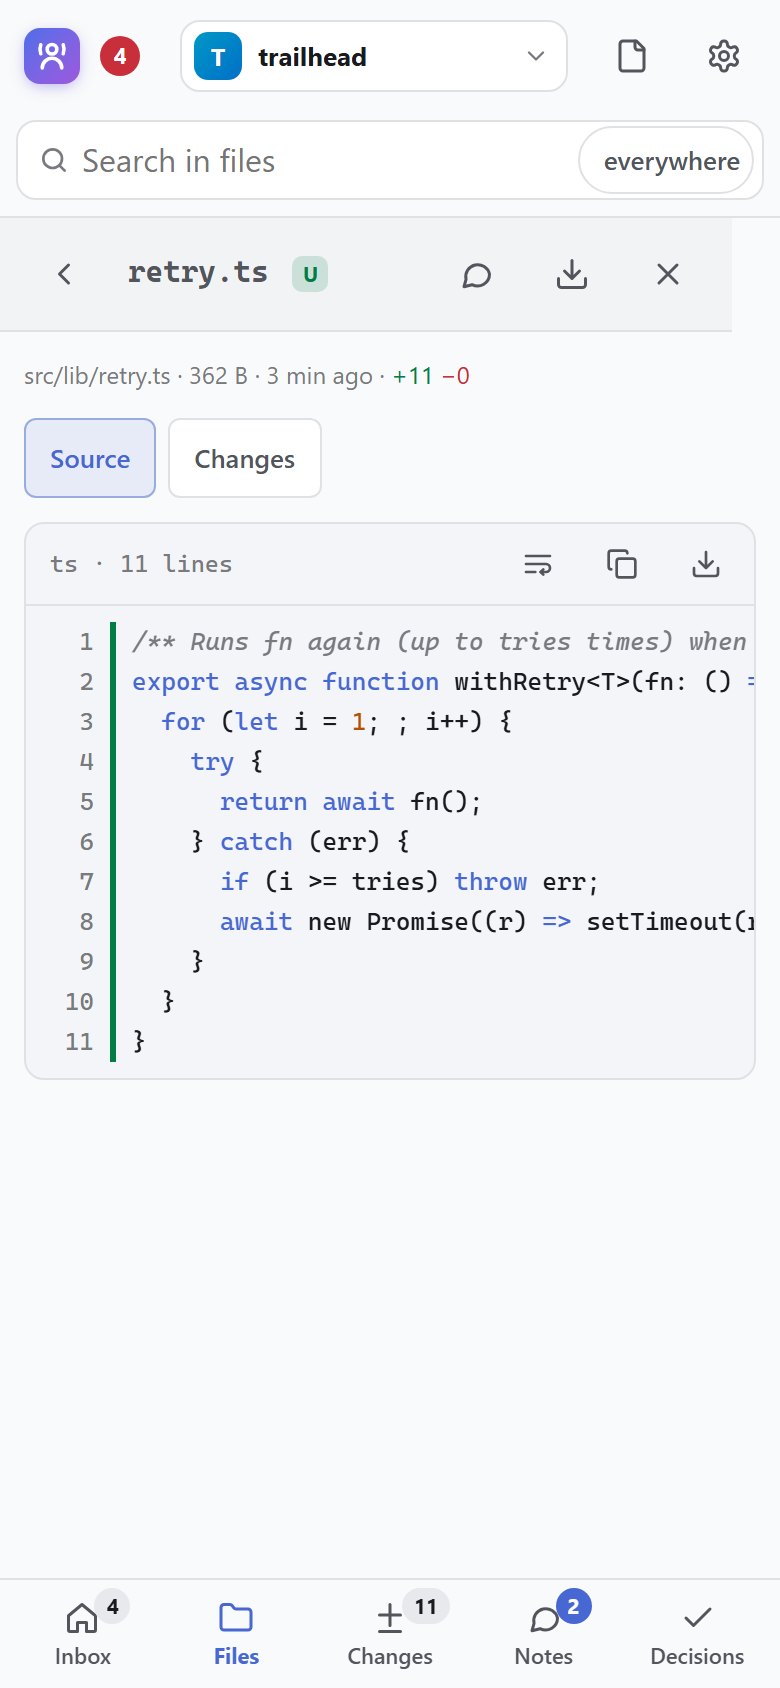 4
T trailhead
Search in files everywhere
retry.ts U
src/lib/retry.ts · 362 B · 3 min ago · +11 −0
Source Changes
ts · 11 lines
1 /** Runs fn again (up to tries times) when
2 export async function withRetry<T>(fn: () =
3   for (let i = 1; ; i++) {
4     try {
5       return await fn();
6     } catch (err) {
7       if (i >= tries) throw err;
8       await new Promise((r) => setTimeout(r
9     }
10   }
11 }
4 11 2
Inbox Files Changes Notes Decisions